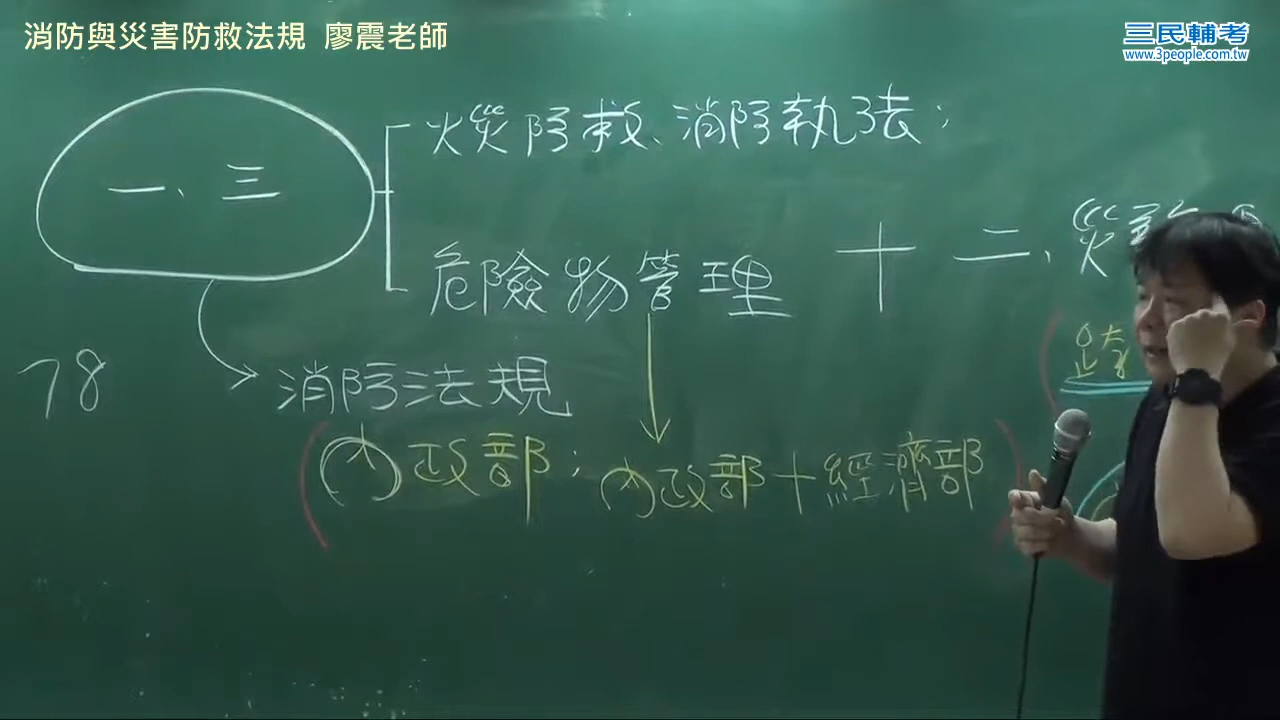 消防與災害防救法規 廖震老師
三民輔考
www.3people.com.tw
火災防救、消防執法;
一、三
危險物管理 十 二、災
78
消防法規
跨
(內政部;內政部十經濟部)